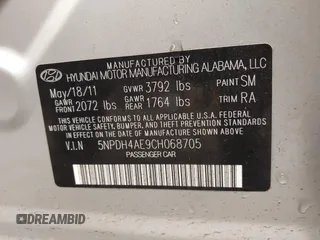 HYUNDAI MOTOR MANUFACTURING ALABAMA, LLC
May/18/11 GVWR 3792 lbs PAINT SM
GAWR FRONT 2072 lbs GAWR REAR 1764 lbs TRIM RA
THIS VEHICLE CONFORMS TO ALL APPLICABLE
U.S. FEDERAL MOTOR VEHICLE SAFETY, BUMPER, AND
THEFT PREVENTION STANDARDS IN EFFECT ON THE
DATE OF MANUFACTURE SHOWN ABOVE.
V.I.N 5NPDH4AE9CH068705
PASSENGER CAR
DREAMBID